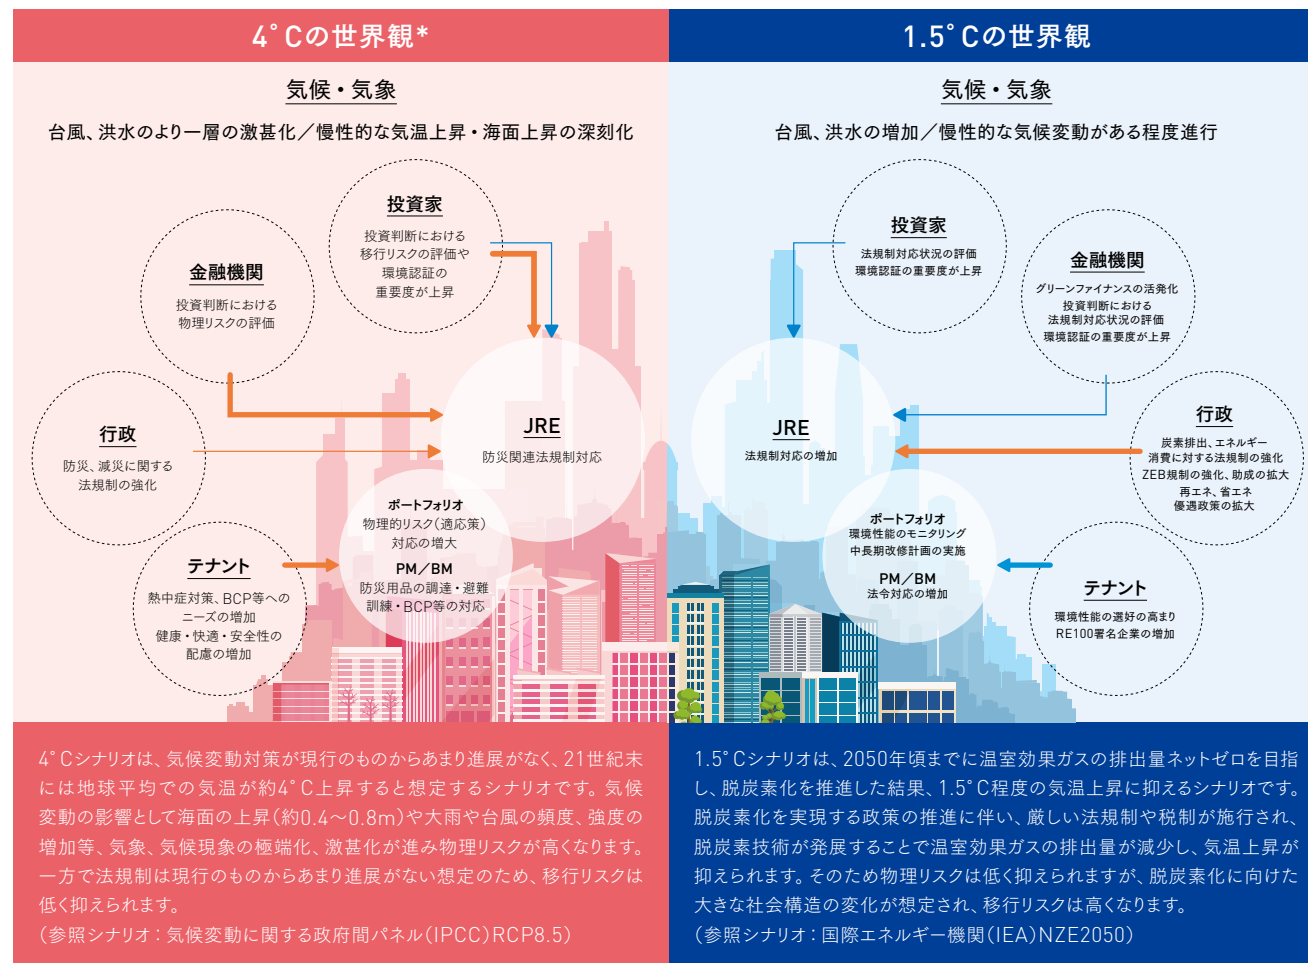 4°Cの世界観*
気候・気象
台風、洪水のより一層の激甚化／慢性的な気温上昇・海面上昇の深刻化
投資家
投資判断における
移行リスクの評価や
環境認証の
重要度が上昇
金融機関
投資判断における
物理リスクの評価
行政
防災、減災に関する
法規制の強化
テナント
熱中症対策、BCP等への
ニーズの増加
健康・快適・安全性の
配慮の増加
JRE
防災関連法規制対応
ポートフォリオ
物理的リスク（適応策）
対応の増大
PM／BM
防災用品の調達・避難
訓練・BCP等の対応
4°Cシナリオは、気候変動対策が現行のものからあまり進展がなく、21世紀末
には地球平均での気温が約4°C上昇すると想定するシナリオです。気候
変動の影響として海面の上昇（約0.4〜0.8m）や大雨や台風の頻度、強度の
増加等、気象、気候現象の極端化、激甚化が進み物理リスクが高くなります。
一方で法規制は現行のものからあまり進展がない想定のため、移行リスクは
低く抑えられます。
（参照シナリオ：気候変動に関する政府間パネル（IPCC）RCP8.5）
1.5°Cの世界観
気候・気象
台風、洪水の増加／慢性的な気候変動がある程度進行
投資家
法規制対応状況の評価
環境認証の重要度が上昇
金融機関
グリーンファイナンスの活発化
投資判断における
法規制対応状況の評価
環境認証の重要度が上昇
行政
炭素排出、エネルギー
消費に対する法規制の強化
ZEB規制の強化、助成の拡大
再エネ、省エネ
優遇政策の拡大
テナント
環境性能の選好の高まり
RE100署名企業の増加
JRE
法規制対応の増加
ポートフォリオ
環境性能のモニタリング
中長期改修計画の実施
PM／BM
法令対応の増加
1.5°Cシナリオは、2050年頃までに温室効果ガスの排出量ネットゼロを目指
し、脱炭素化を推進した結果、1.5°C程度の気温上昇に抑えるシナリオです。
脱炭素化を実現する政策の推進に伴い、厳しい法規制や税制が施行され、
脱炭素技術が発展することで温室効果ガスの排出量が減少し、気温上昇が
抑えられます。そのため物理リスクは低く抑えられますが、脱炭素化に向けた
大きな社会構造の変化が想定され、移行リスクは高くなります。
（参照シナリオ：国際エネルギー機関（IEA）NZE2050）